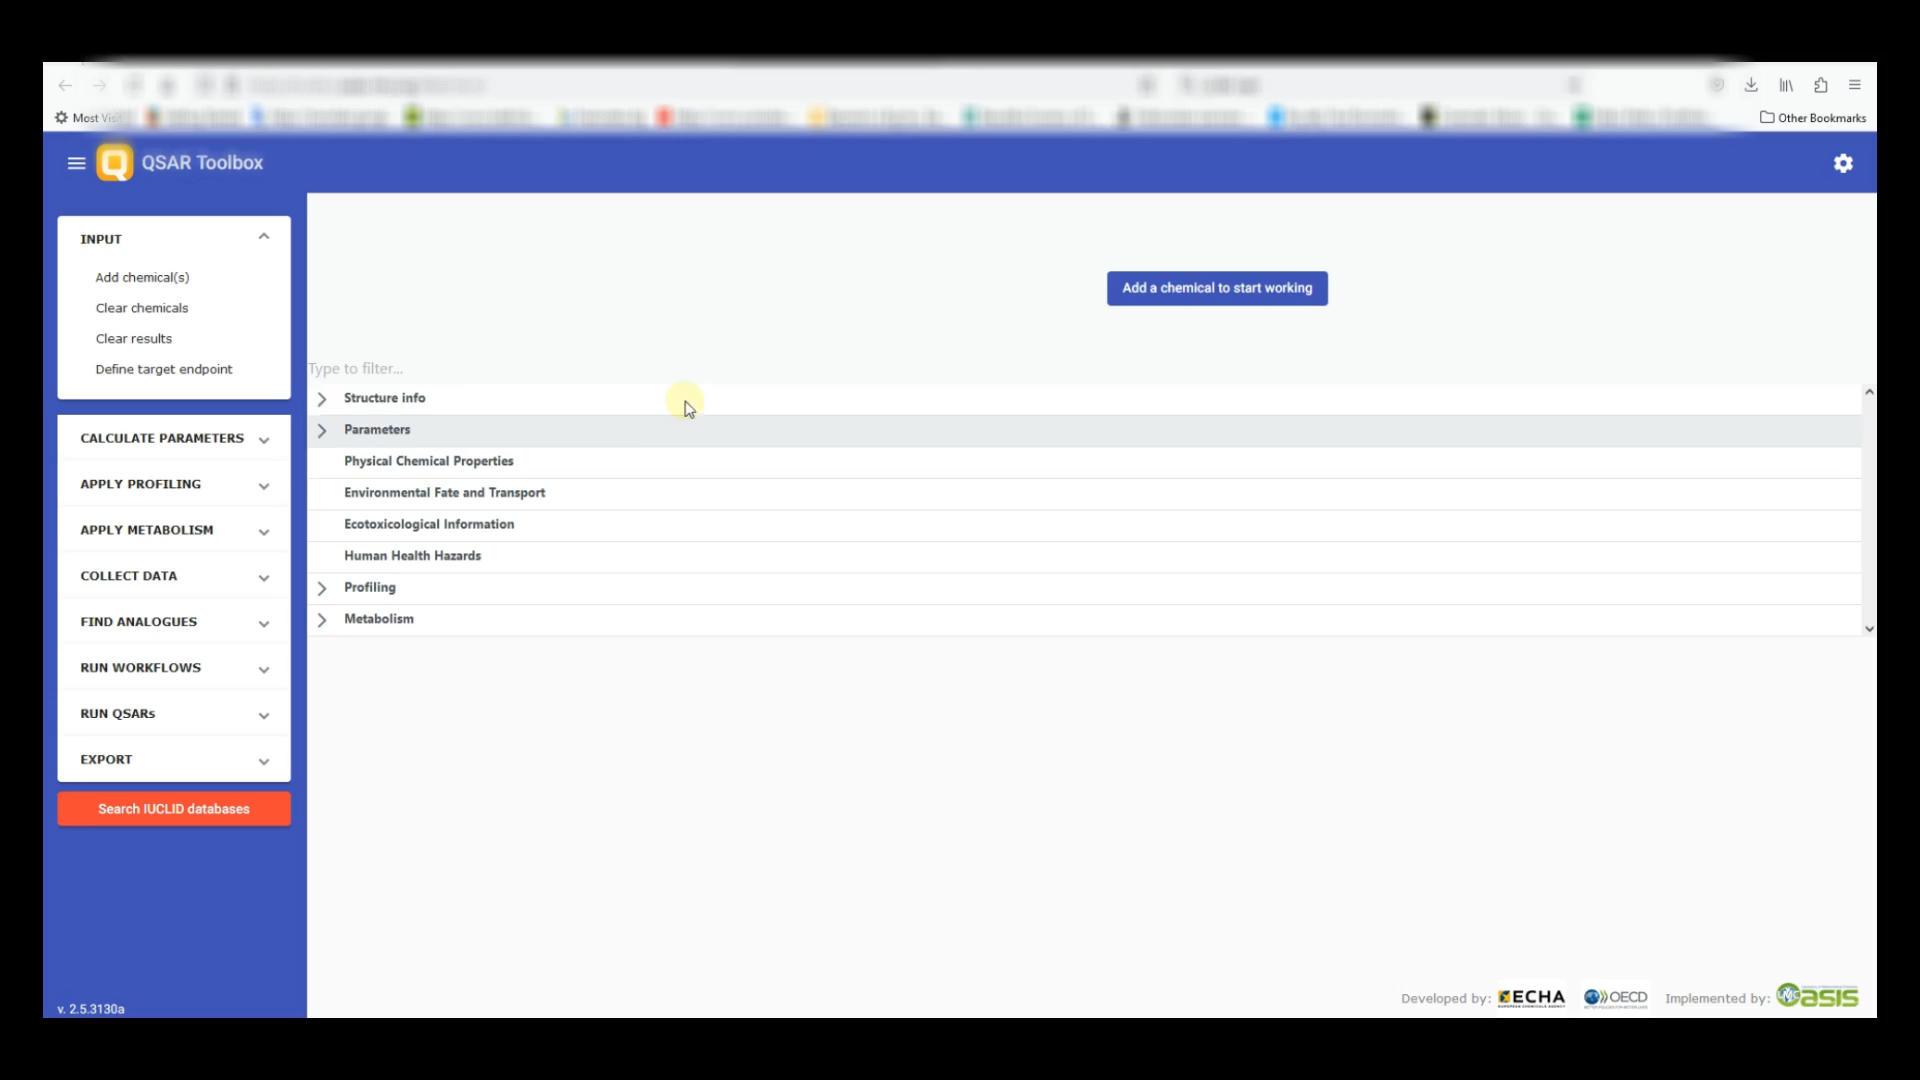 Most Visi
Other Bookmarks
QSAR Toolbox
INPUT
Add chemical(s)
Clear chemicals
Clear results
Define target endpoint
CALCULATE PARAMETERS
APPLY PROFILING
APPLY METABOLISM
COLLECT DATA
FIND ANALOGUES
RUN WORKFLOWS
RUN QSARs
EXPORT
Search IUCLID databases
v. 2.5.3130a
Add a chemical to start working
Type to filter...
Structure info
Parameters
Physical Chemical Properties
Environmental Fate and Transport
Ecotoxicological Information
Human Health Hazards
Profiling
Metabolism
Developed by: ECHA OECD Implemented by: LMC Oasis